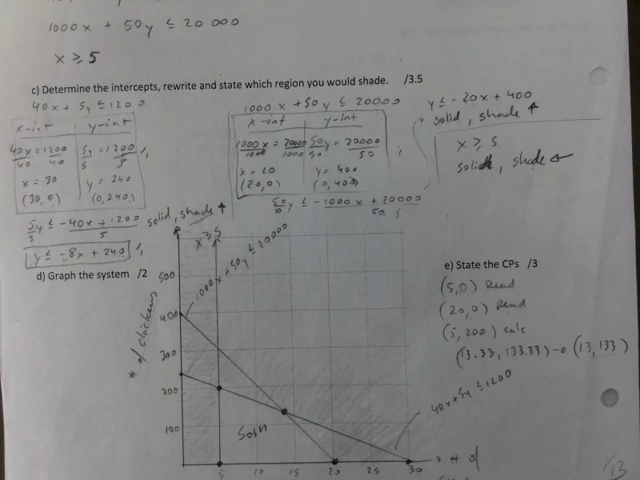 1000x + 50y ≤ 20 000
x ≥ 5
c) Determine the intercepts, rewrite and state which region you would shade. /3.5
40x + 5y ≤ 1200
x-int y-int
40x = 1200 5y = 1200
40 40 5 5
x = 30 y = 240
(30,0) (0,240)
5y ≤ -40x + 1200 solid, shade
5 5
y ≤ -8x + 240
1000x + 50y ≤ 20000
x-int y-int
1000x = 20000 50y = 20000
1000 1000 50 50
x = 20 y = 400
(20,0) (0,400)
50y ≤ -1000x + 20000
50 50
y ≤ -20x + 400
solid, shade
x ≥ 5
solid, shade
d) Graph the system /2
# of chickens
500
400
300
200
100
x ≥ 5
1000x + 50y ≤ 20000
40x + 5y ≤ 1200
Soln
5 10 15 20 25 30
# of
e) State the CPs /3
(5,0) Read
(20,0) Read
(5,200) calc
(13.33, 133.33) → (13,133)
/13